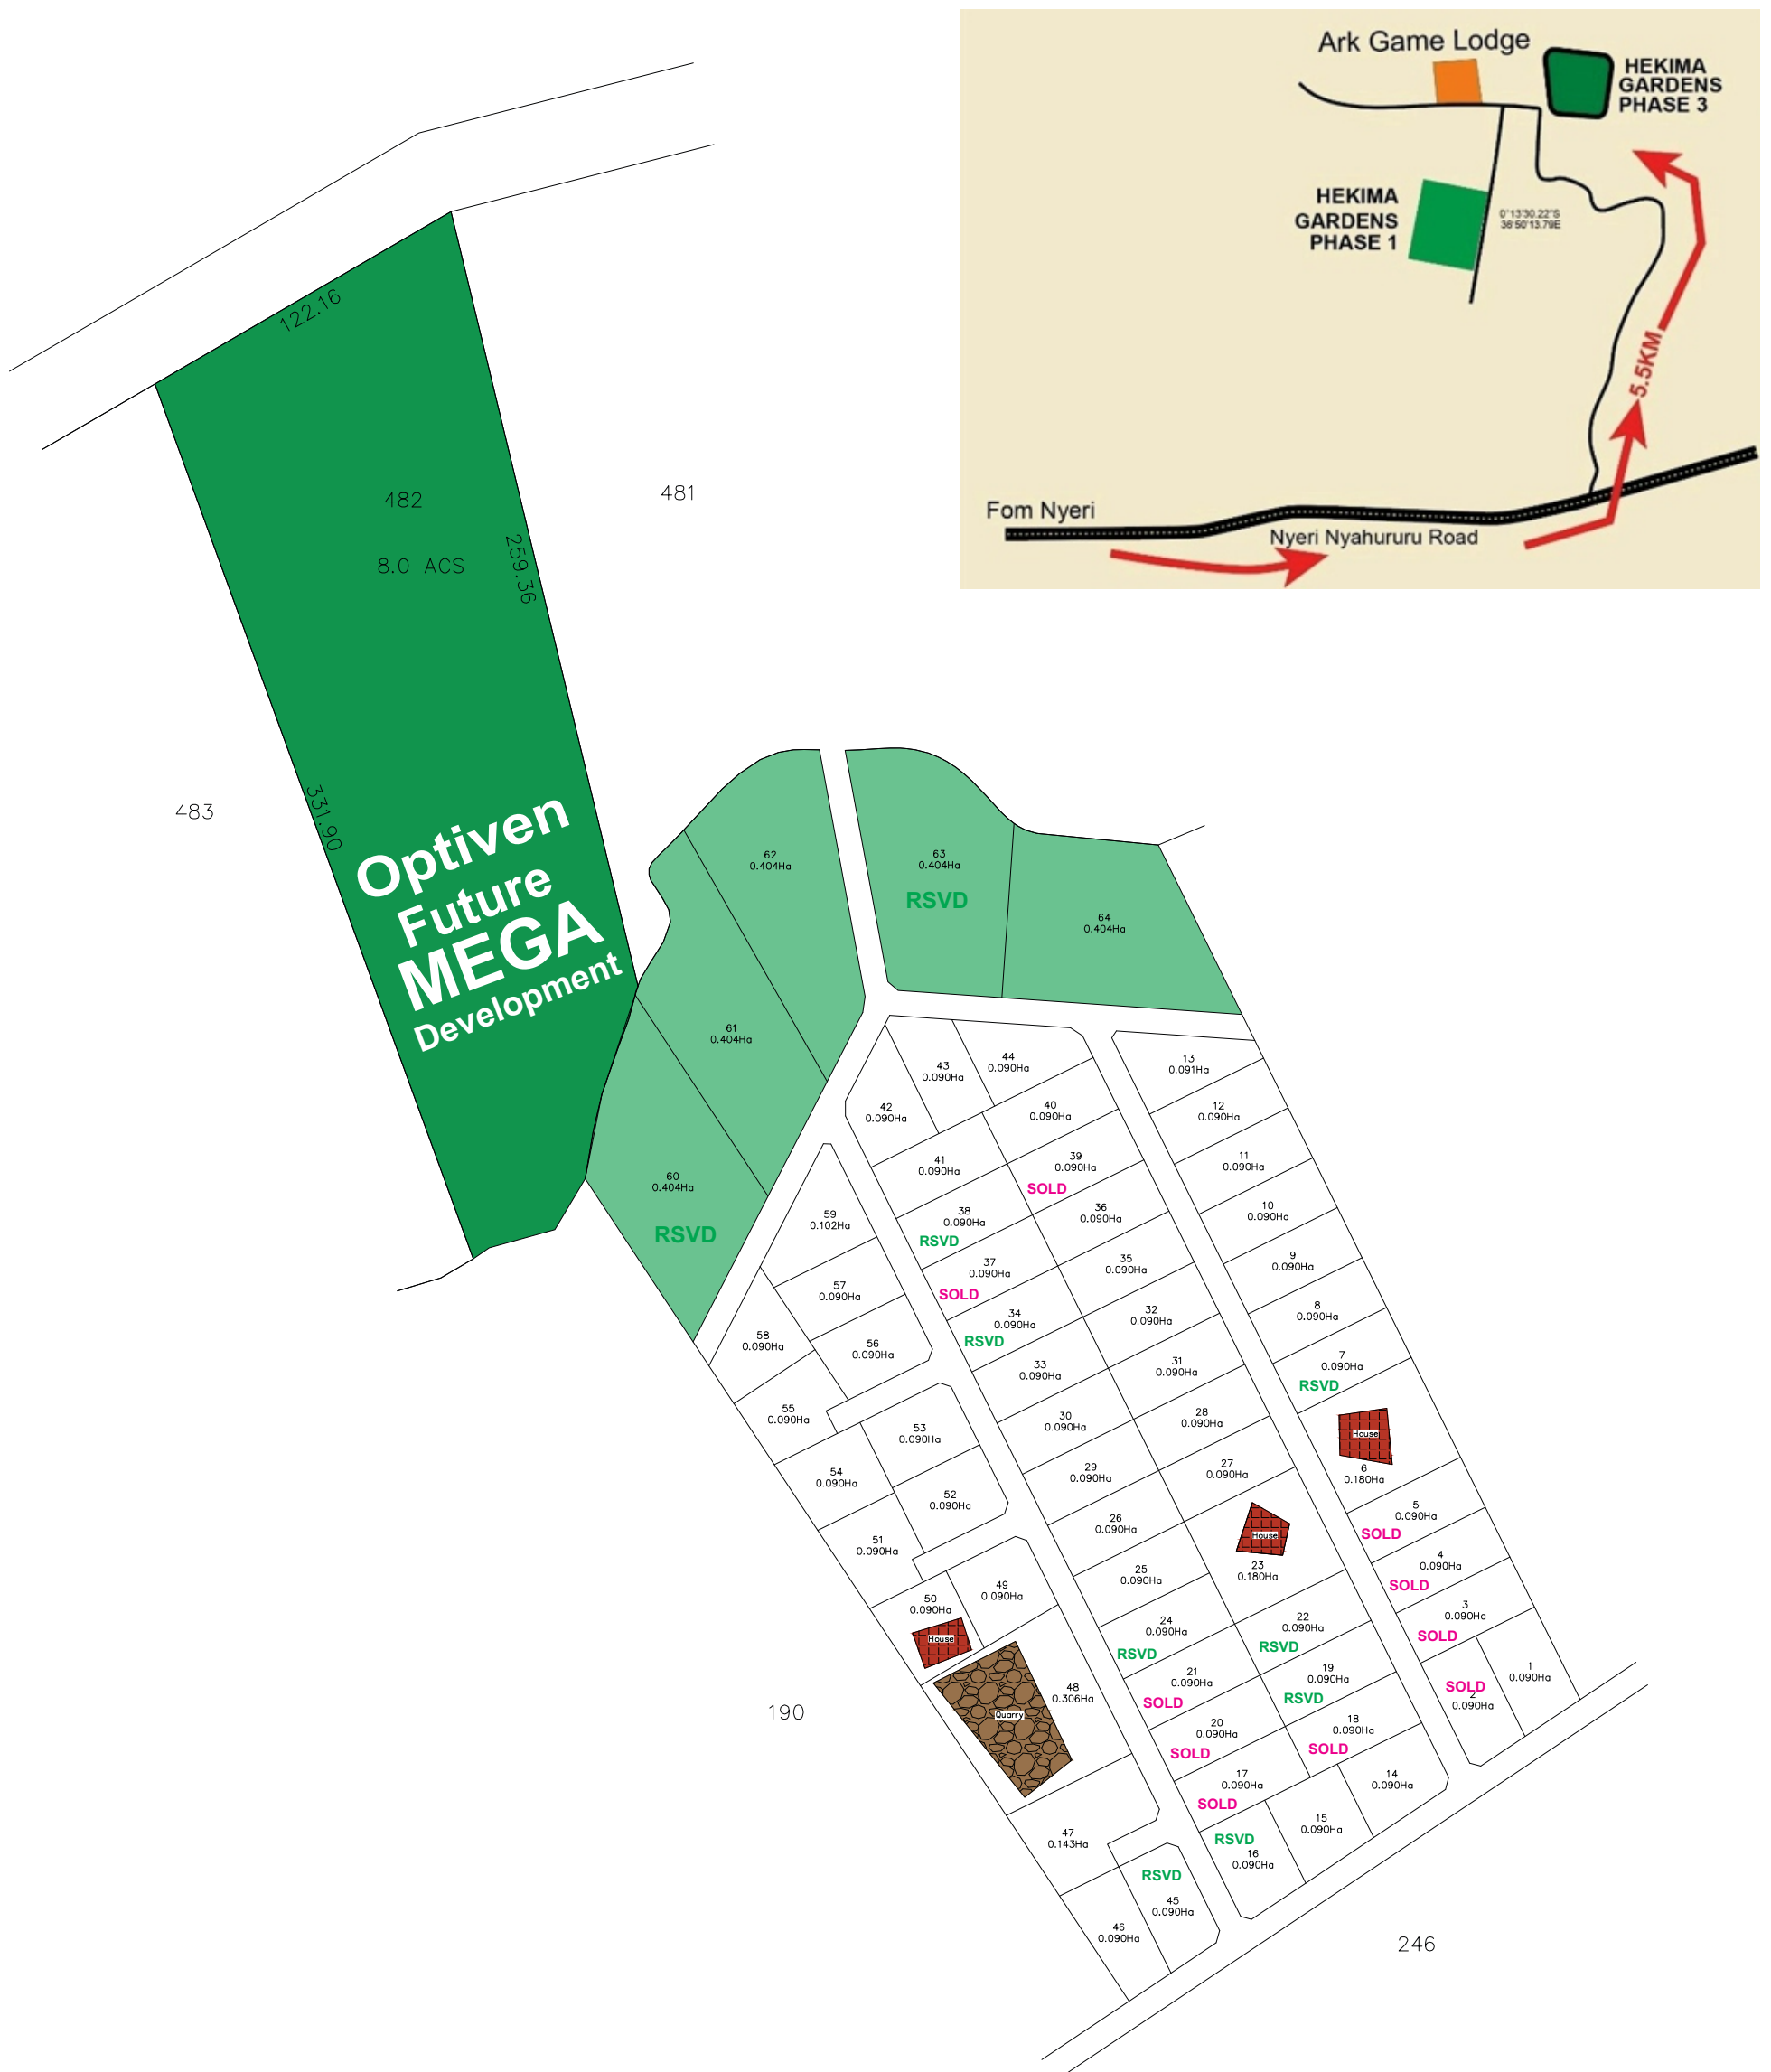 Ark Game Lodge
HEKIMA
GARDENS
PHASE 3
HEKIMA
GARDENS
PHASE 1
0°13'30.22"S
36°50'13.79E
5.5KM
Fom Nyeri
Nyeri Nyahururu Road
122.16
482
8.0 ACS
259.36
481
483
331.90
Optiven
Future
MEGA
Development
62
0.404Ha
63
0.404Ha
RSVD
64
0.404Ha
61
0.404Ha
60
0.404Ha
RSVD
13
0.091Ha
12
0.090Ha
11
0.090Ha
10
0.090Ha
9
0.090Ha
8
0.090Ha
7
0.090Ha
RSVD
House
6
0.180Ha
5
0.090Ha
SOLD
4
0.090Ha
SOLD
3
0.090Ha
SOLD
SOLD
2
0.090Ha
1
0.090Ha
44
0.090Ha
43
0.090Ha
42
0.090Ha
40
0.090Ha
41
0.090Ha
39
0.090Ha
SOLD
38
0.090Ha
RSVD
36
0.090Ha
37
0.090Ha
SOLD
35
0.090Ha
34
0.090Ha
RSVD
32
0.090Ha
33
0.090Ha
31
0.090Ha
30
0.090Ha
28
0.090Ha
29
0.090Ha
27
0.090Ha
26
0.090Ha
House
23
0.180Ha
25
0.090Ha
24
0.090Ha
RSVD
22
0.090Ha
RSVD
21
0.090Ha
SOLD
19
0.090Ha
RSVD
20
0.090Ha
SOLD
18
0.090Ha
SOLD
17
0.090Ha
SOLD
14
0.090Ha
15
0.090Ha
RSVD
16
0.090Ha
59
0.102Ha
57
0.090Ha
58
0.090Ha
56
0.090Ha
55
0.090Ha
53
0.090Ha
54
0.090Ha
52
0.090Ha
51
0.090Ha
49
0.090Ha
50
0.090Ha
House
48
0.306Ha
Quarry
47
0.143Ha
RSVD
45
0.090Ha
46
0.090Ha
190
246